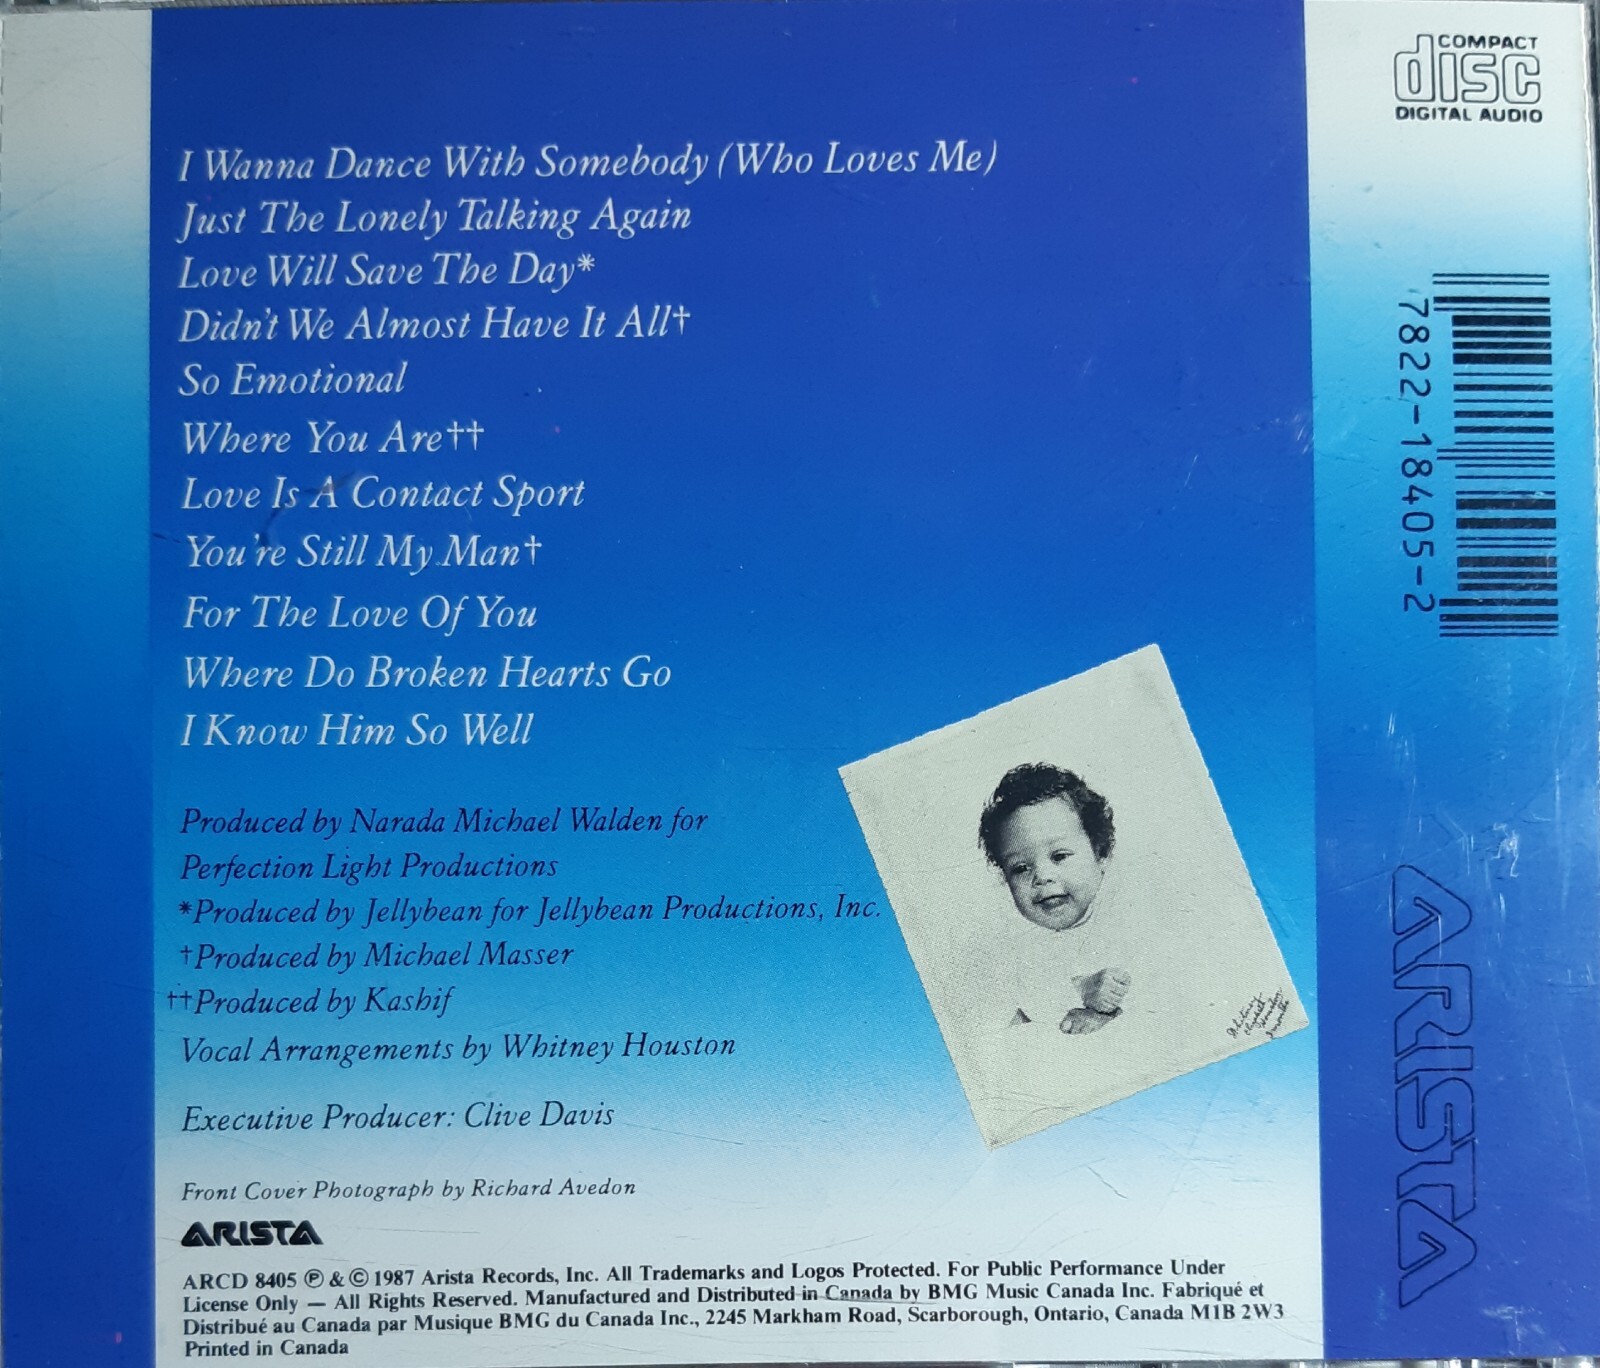 COMPACT
disc
DIGITAL AUDIO
I Wanna Dance With Somebody (Who Loves Me)
Just The Lonely Talking Again
Love Will Save The Day*
Didn't We Almost Have It All†
So Emotional
Where You Are††
Love Is A Contact Sport
You're Still My Man†
For The Love Of You
Where Do Broken Hearts Go
I Know Him So Well
Produced by Narada Michael Walden for
Perfection Light Productions
*Produced by Jellybean for Jellybean Productions, Inc.
†Produced by Michael Masser
††Produced by Kashif
Vocal Arrangements by Whitney Houston
Executive Producer: Clive Davis
Front Cover Photograph by Richard Avedon
ARISTA
ARCD 8405 Ⓟ & © 1987 Arista Records, Inc. All Trademarks and Logos Protected. For Public Performance Under
License Only — All Rights Reserved. Manufactured and Distributed in Canada by BMG Music Canada Inc. Fabriqué et
Distribué au Canada par Musique BMG du Canada Inc., 2245 Markham Road, Scarborough, Ontario, Canada M1B 2W3
Printed in Canada
Whitney
Elizabeth
Houston
months
7822-18405-2
ARISTA